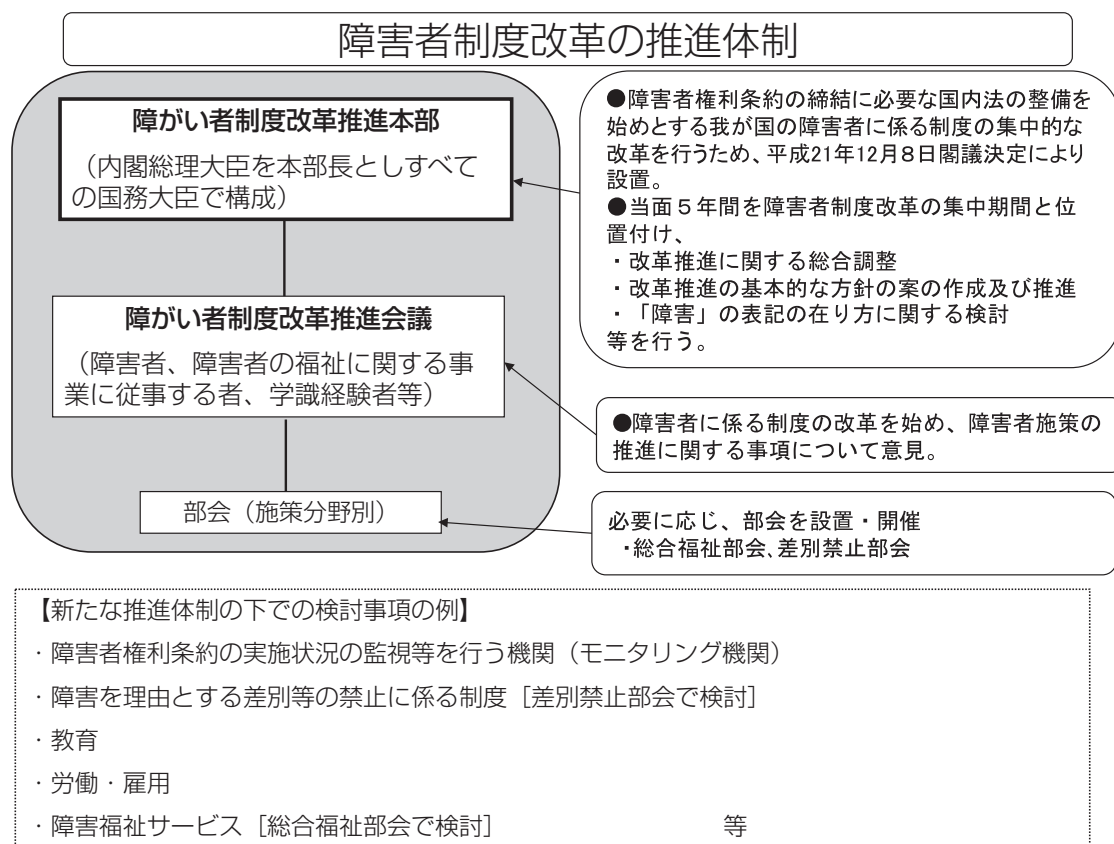 障害者制度改革の推進体制
障がい者制度改革推進本部
（内閣総理大臣を本部長としすべて
の国務大臣で構成）
障がい者制度改革推進会議
（障害者、障害者の福祉に関する事
業に従事する者、学識経験者等）
部会（施策分野別）
●障害者権利条約の締結に必要な国内法の整備を
始めとする我が国の障害者に係る制度の集中的な
改革を行うため、平成21年12月８日閣議決定により
設置。
●当面５年間を障害者制度改革の集中期間と位
置付け、
・改革推進に関する総合調整
・改革推進の基本的な方針の案の作成及び推進
・「障害」の表記の在り方に関する検討
等を行う。
●障害者に係る制度の改革を始め、障害者施策の
推進に関する事項について意見。
必要に応じ、部会を設置・開催
・総合福祉部会、差別禁止部会
【新たな推進体制の下での検討事項の例】
・障害者権利条約の実施状況の監視等を行う機関（モニタリング機関）
・障害を理由とする差別等の禁止に係る制度［差別禁止部会で検討］
・教育
・労働・雇用
・障害福祉サービス［総合福祉部会で検討］　等